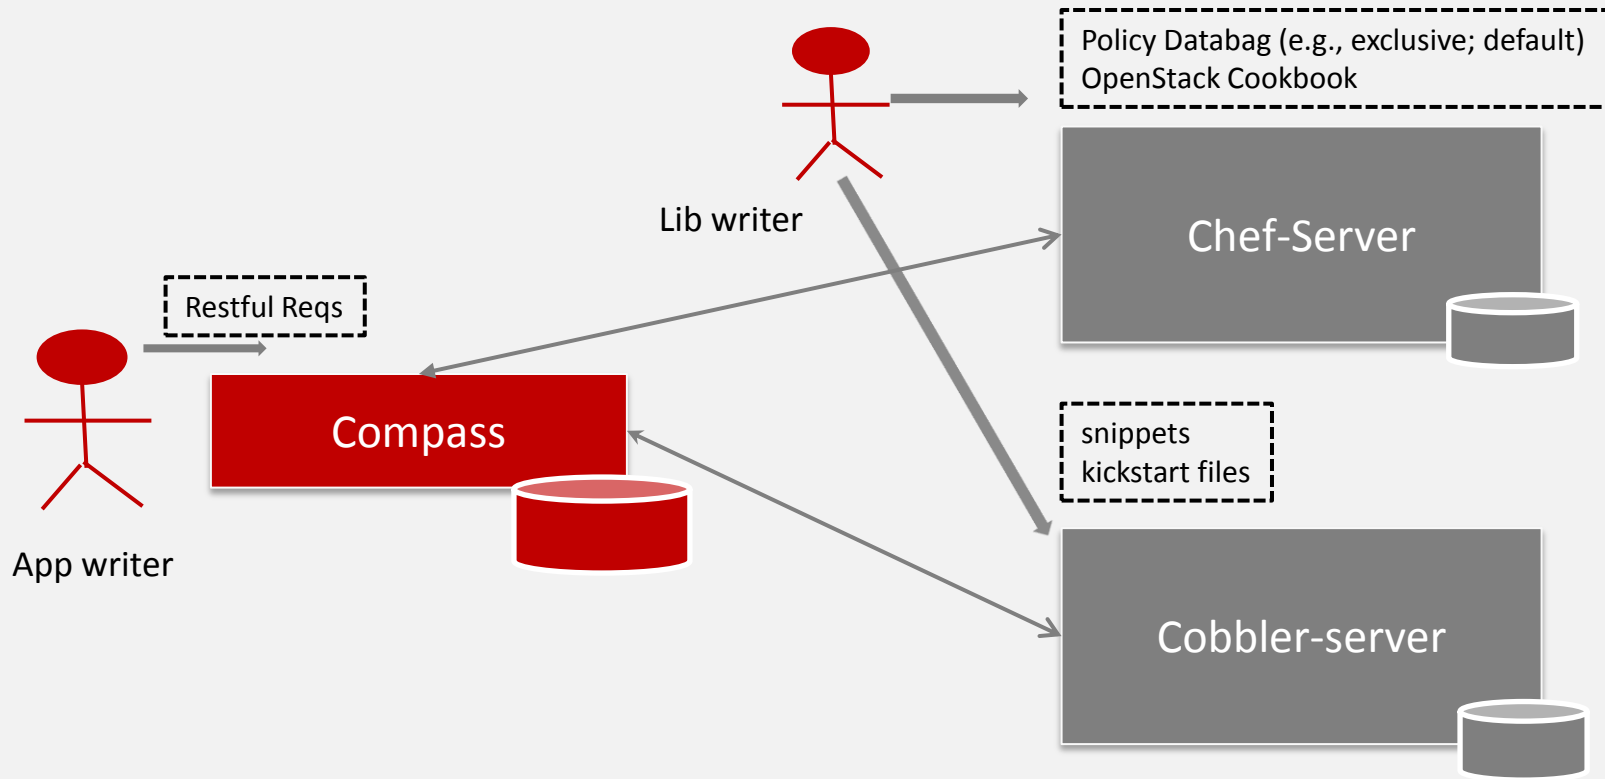 Policy Databag (e.g., exclusive; default)
OpenStack Cookbook
Lib writer
Chef-Server
Restful Reqs
Compass
snippets
kickstart files
App writer
Cobbler-server